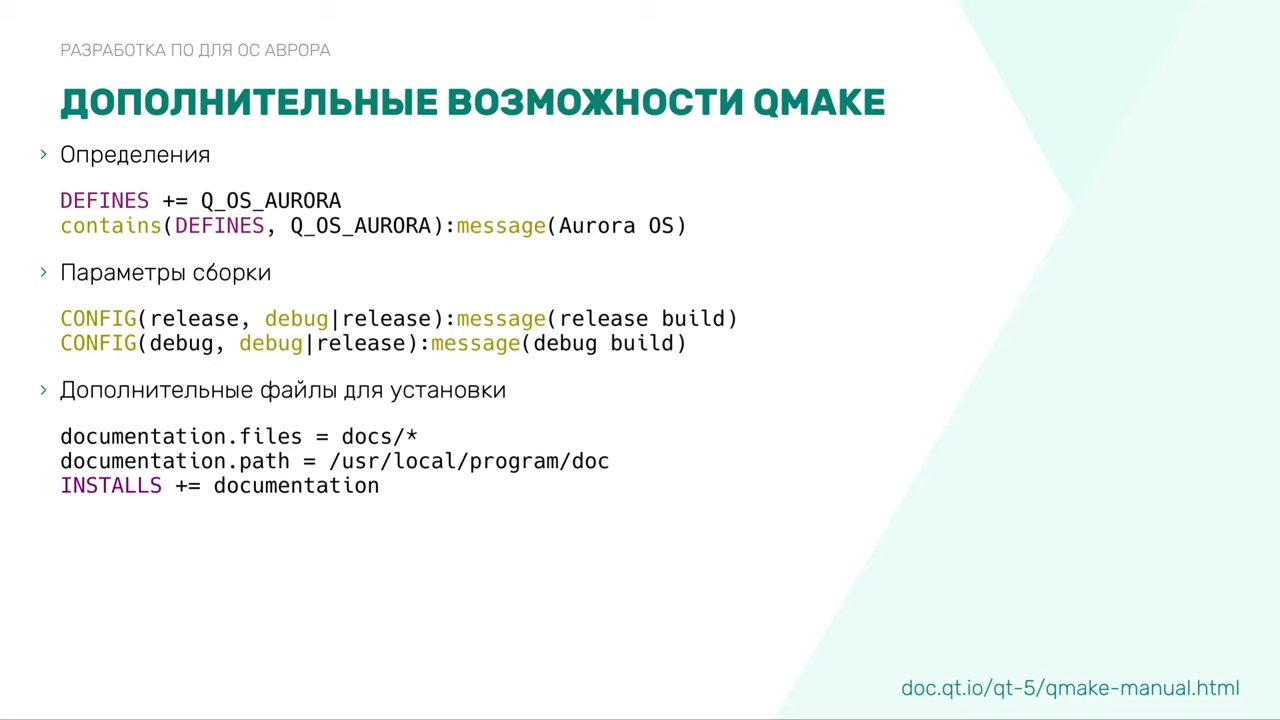 РАЗРАБОТКА ПО ДЛЯ ОС АВРОРА
ДОПОЛНИТЕЛЬНЫЕ ВОЗМОЖНОСТИ QMAKE
› Определения
DEFINES += Q_OS_AURORA
contains(DEFINES, Q_OS_AURORA):message(Aurora OS)
› Параметры сборки
CONFIG(release, debug|release):message(release build)
CONFIG(debug, debug|release):message(debug build)
› Дополнительные файлы для установки
documentation.files = docs/*
documentation.path = /usr/local/program/doc
INSTALLS += documentation
doc.qt.io/qt-5/qmake-manual.html